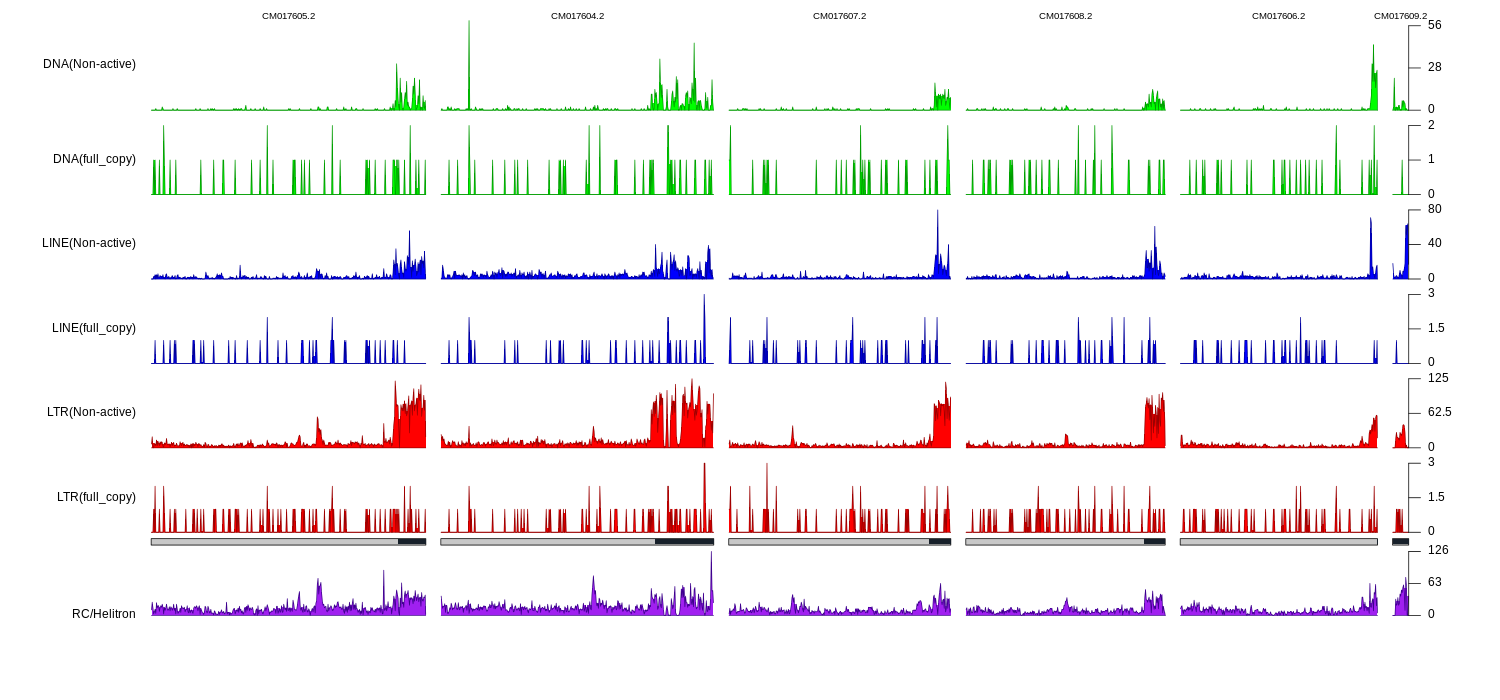 CM017605.2 CM017604.2 CM017607.2 CM017608.2 CM017606.2 CM017609.2
56
DNA(Non-active) 28
0
2
DNA(full_copy) 1
0
80
LINE(Non-active) 40
0
3
LINE(full_copy) 1.5
0
125
LTR(Non-active) 62.5
0
3
LTR(full_copy) 1.5
0
126
63
RC/Helitron 0